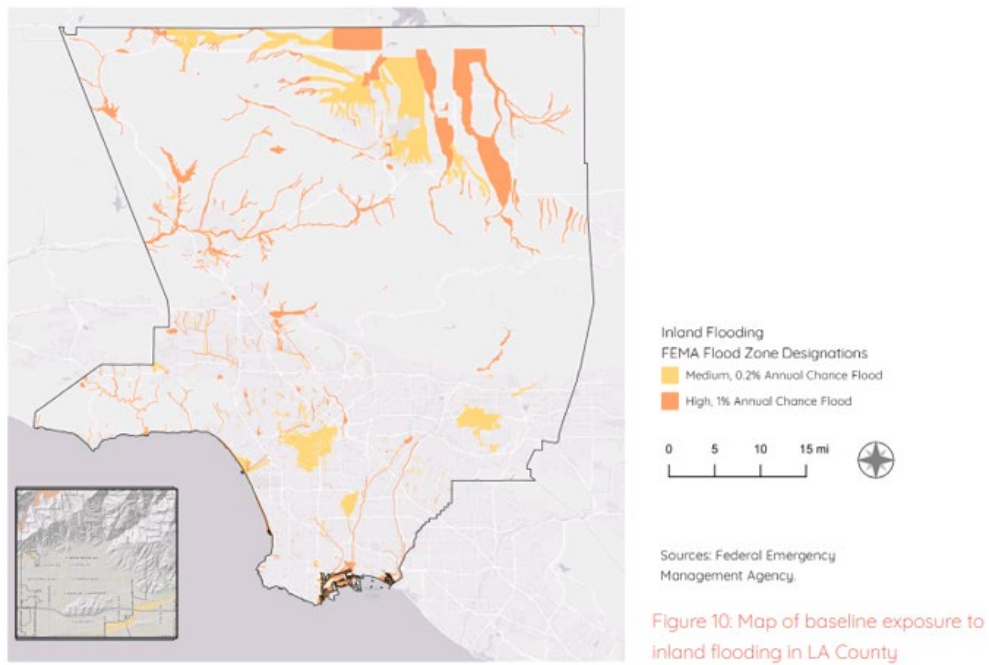 Inland Flooding
FEMA Flood Zone Designations
Medium, 0.2% Annual Chance Flood
High, 1% Annual Chance Flood
0 5 10 15 mi
Sources: Federal Emergency
Management Agency.
Figure 10: Map of baseline exposure to
inland flooding in LA County